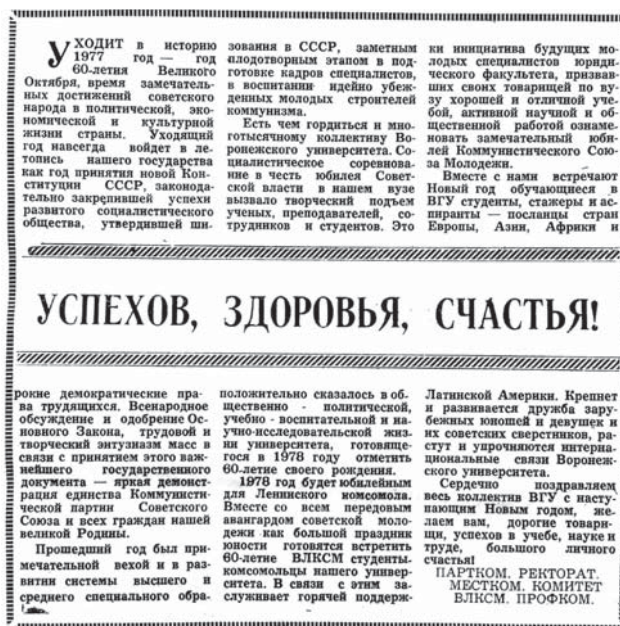 УСПЕХОВ, ЗДОРОВЬЯ, СЧАСТЬЯ!
УХОДИТ в историю
1977 год — год
60-летия Великого
Октября, время замечатель-
ных достижений советского
народа в политической, эко-
номической и культурной
жизни страны. Уходящий
год навсегда войдет в ле-
топись нашего государства
как год принятия новой Кон-
ституции СССР, законода-
тельно закрепившей успехи
развитого социалистического
общества, утвердившей ши-
рокие демократические пра-
ва трудящихся. Всенародное
обсуждение и одобрение Ос-
новного Закона, трудовой и
творческий энтузиазм масс в
связи с принятием этого важ-
нейшего государственного
документа — яркая демонст-
рация единства Коммунисти-
ческой партии Советского
Союза и всех граждан нашей
великой Родины.
Прошедший год был при-
мечательной вехой и в раз-
витии системы высшего и
среднего специального обра-
зования в СССР, заметным
плодотворным этапом в под-
готовке кадров специалистов,
в воспитании идейно убеж-
денных молодых строителей
коммунизма.
Есть чем гордиться и мно-
готысячному коллективу Во-
ронежского университета. Со-
циалистическое соревнова-
ние в честь юбилея Совет-
ской власти в нашем вузе
вызвало творческий подъем
ученых, преподавателей, со-
трудников и студентов. Это
положительно сказалось в об-
щественно - политической,
учебно - воспитательной и на-
учно-исследовательской жиз-
ни университета, готовяще-
гося в 1978 году отметить
60-летие своего рождения.
1978 год будет юбилейным
для Ленинского комсомола.
Вместе со всем передовым
авангардом советской моло-
дежи как большой праздник
юности готовятся встретить
60-летие ВЛКСМ студенты-
комсомольцы нашего универ-
ситета. В связи с этим за-
служивает горячей поддерж-
ки инициатива будущих мо-
лодых специалистов юриди-
ческого факультета, призвав-
ших своих товарищей по ву-
зу хорошей и отличной уче-
бой, активной научной и об-
щественной работой ознаме-
новать замечательный юби-
лей Коммунистического Сою-
за Молодежи.
Вместе с нами встречают
Новый год обучающиеся в
ВГУ студенты, стажеры и ас-
пиранты — посланцы стран
Европы, Азии, Африки и
Латинской Америки. Крепнет
и развивается дружба зару-
бежных юношей и девушек и
их советских сверстников, ра-
стут и упрочняются интерна-
циональные связи Воронеж-
ского университета.
Сердечно поздравляем
весь коллектив ВГУ с насту-
пающим Новым годом, же-
лаем вам, дорогие товари-
щи, успехов в учебе, науке и
труде, большого личного
счастья!
ПАРТКОМ. РЕКТОРАТ.
МЕСТКОМ. КОМИТЕТ
ВЛКСМ. ПРОФКОМ.